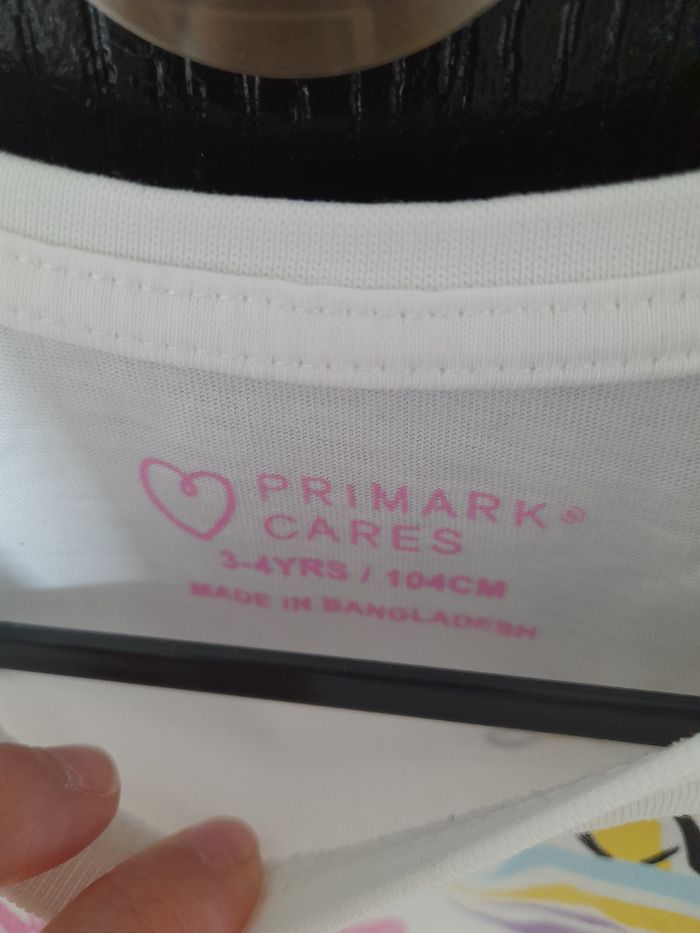 PRIMARK®
CARES
3-4YRS / 104CM
MADE IN BANGLADESH